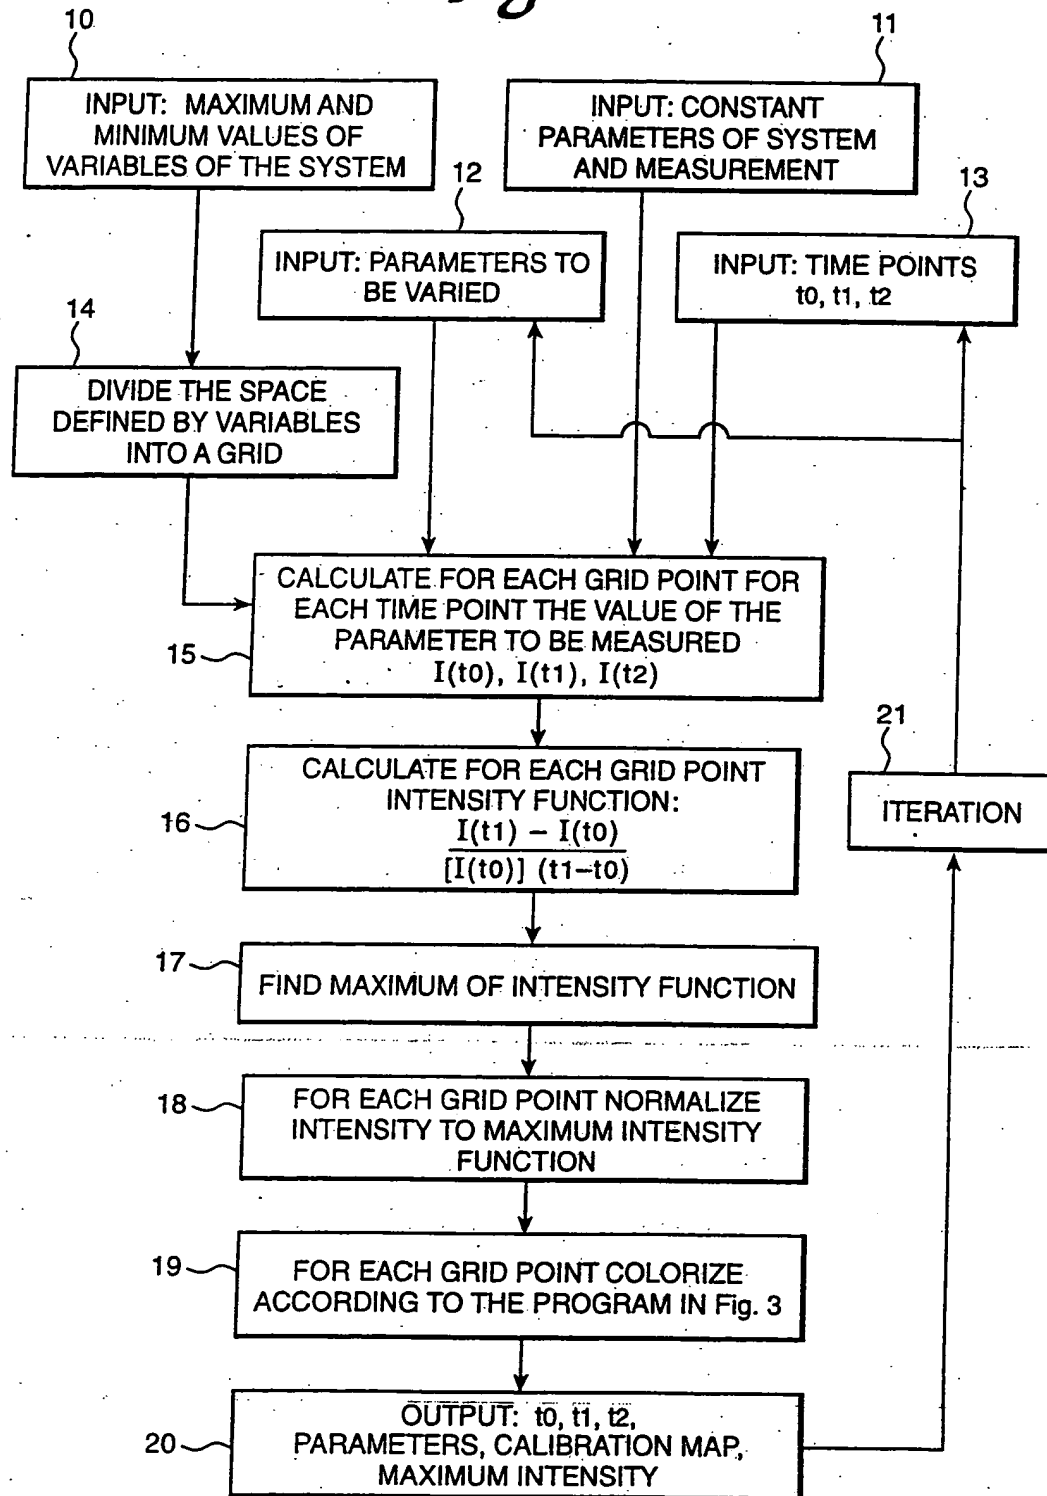 10
11
INPUT: MAXIMUM AND
MINIMUM VALUES OF
VARIABLES OF THE SYSTEM
INPUT: CONSTANT
PARAMETERS OF SYSTEM
AND MEASUREMENT
12
13
INPUT: PARAMETERS TO
BE VARIED
INPUT: TIME POINTS
t0, t1, t2
14
DIVIDE THE SPACE
DEFINED BY VARIABLES
INTO A GRID
CALCULATE FOR EACH GRID POINT FOR
EACH TIME POINT THE VALUE OF THE
PARAMETER TO BE MEASURED
I(t0), I(t1), I(t2)
15
21
ITERATION
CALCULATE FOR EACH GRID POINT
INTENSITY FUNCTION:
I(t1) – I(t0)
[I(t0)] (t1–t0)
16
17
FIND MAXIMUM OF INTENSITY FUNCTION
18
FOR EACH GRID POINT NORMALIZE
INTENSITY TO MAXIMUM INTENSITY
FUNCTION
19
FOR EACH GRID POINT COLORIZE
ACCORDING TO THE PROGRAM IN Fig. 3
20
OUTPUT: t0, t1, t2,
PARAMETERS, CALIBRATION MAP,
MAXIMUM INTENSITY